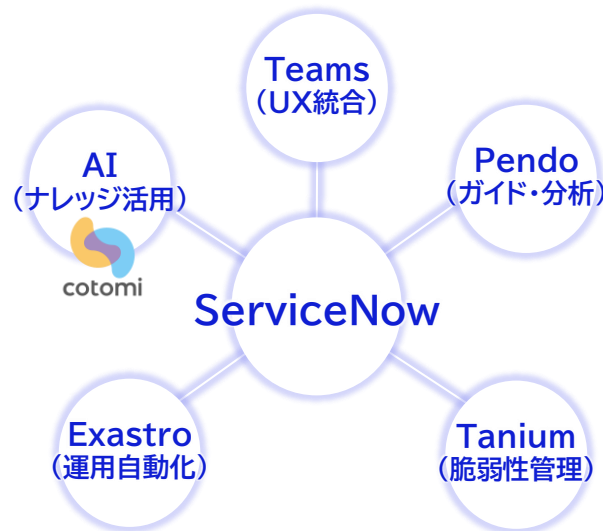 Teams
（UX統合）
AI
（ナレッジ活用）
cotomi
Pendo
（ガイド・分析）
ServiceNow
Exastro
（運用自動化）
Tanium
（脆弱性管理）